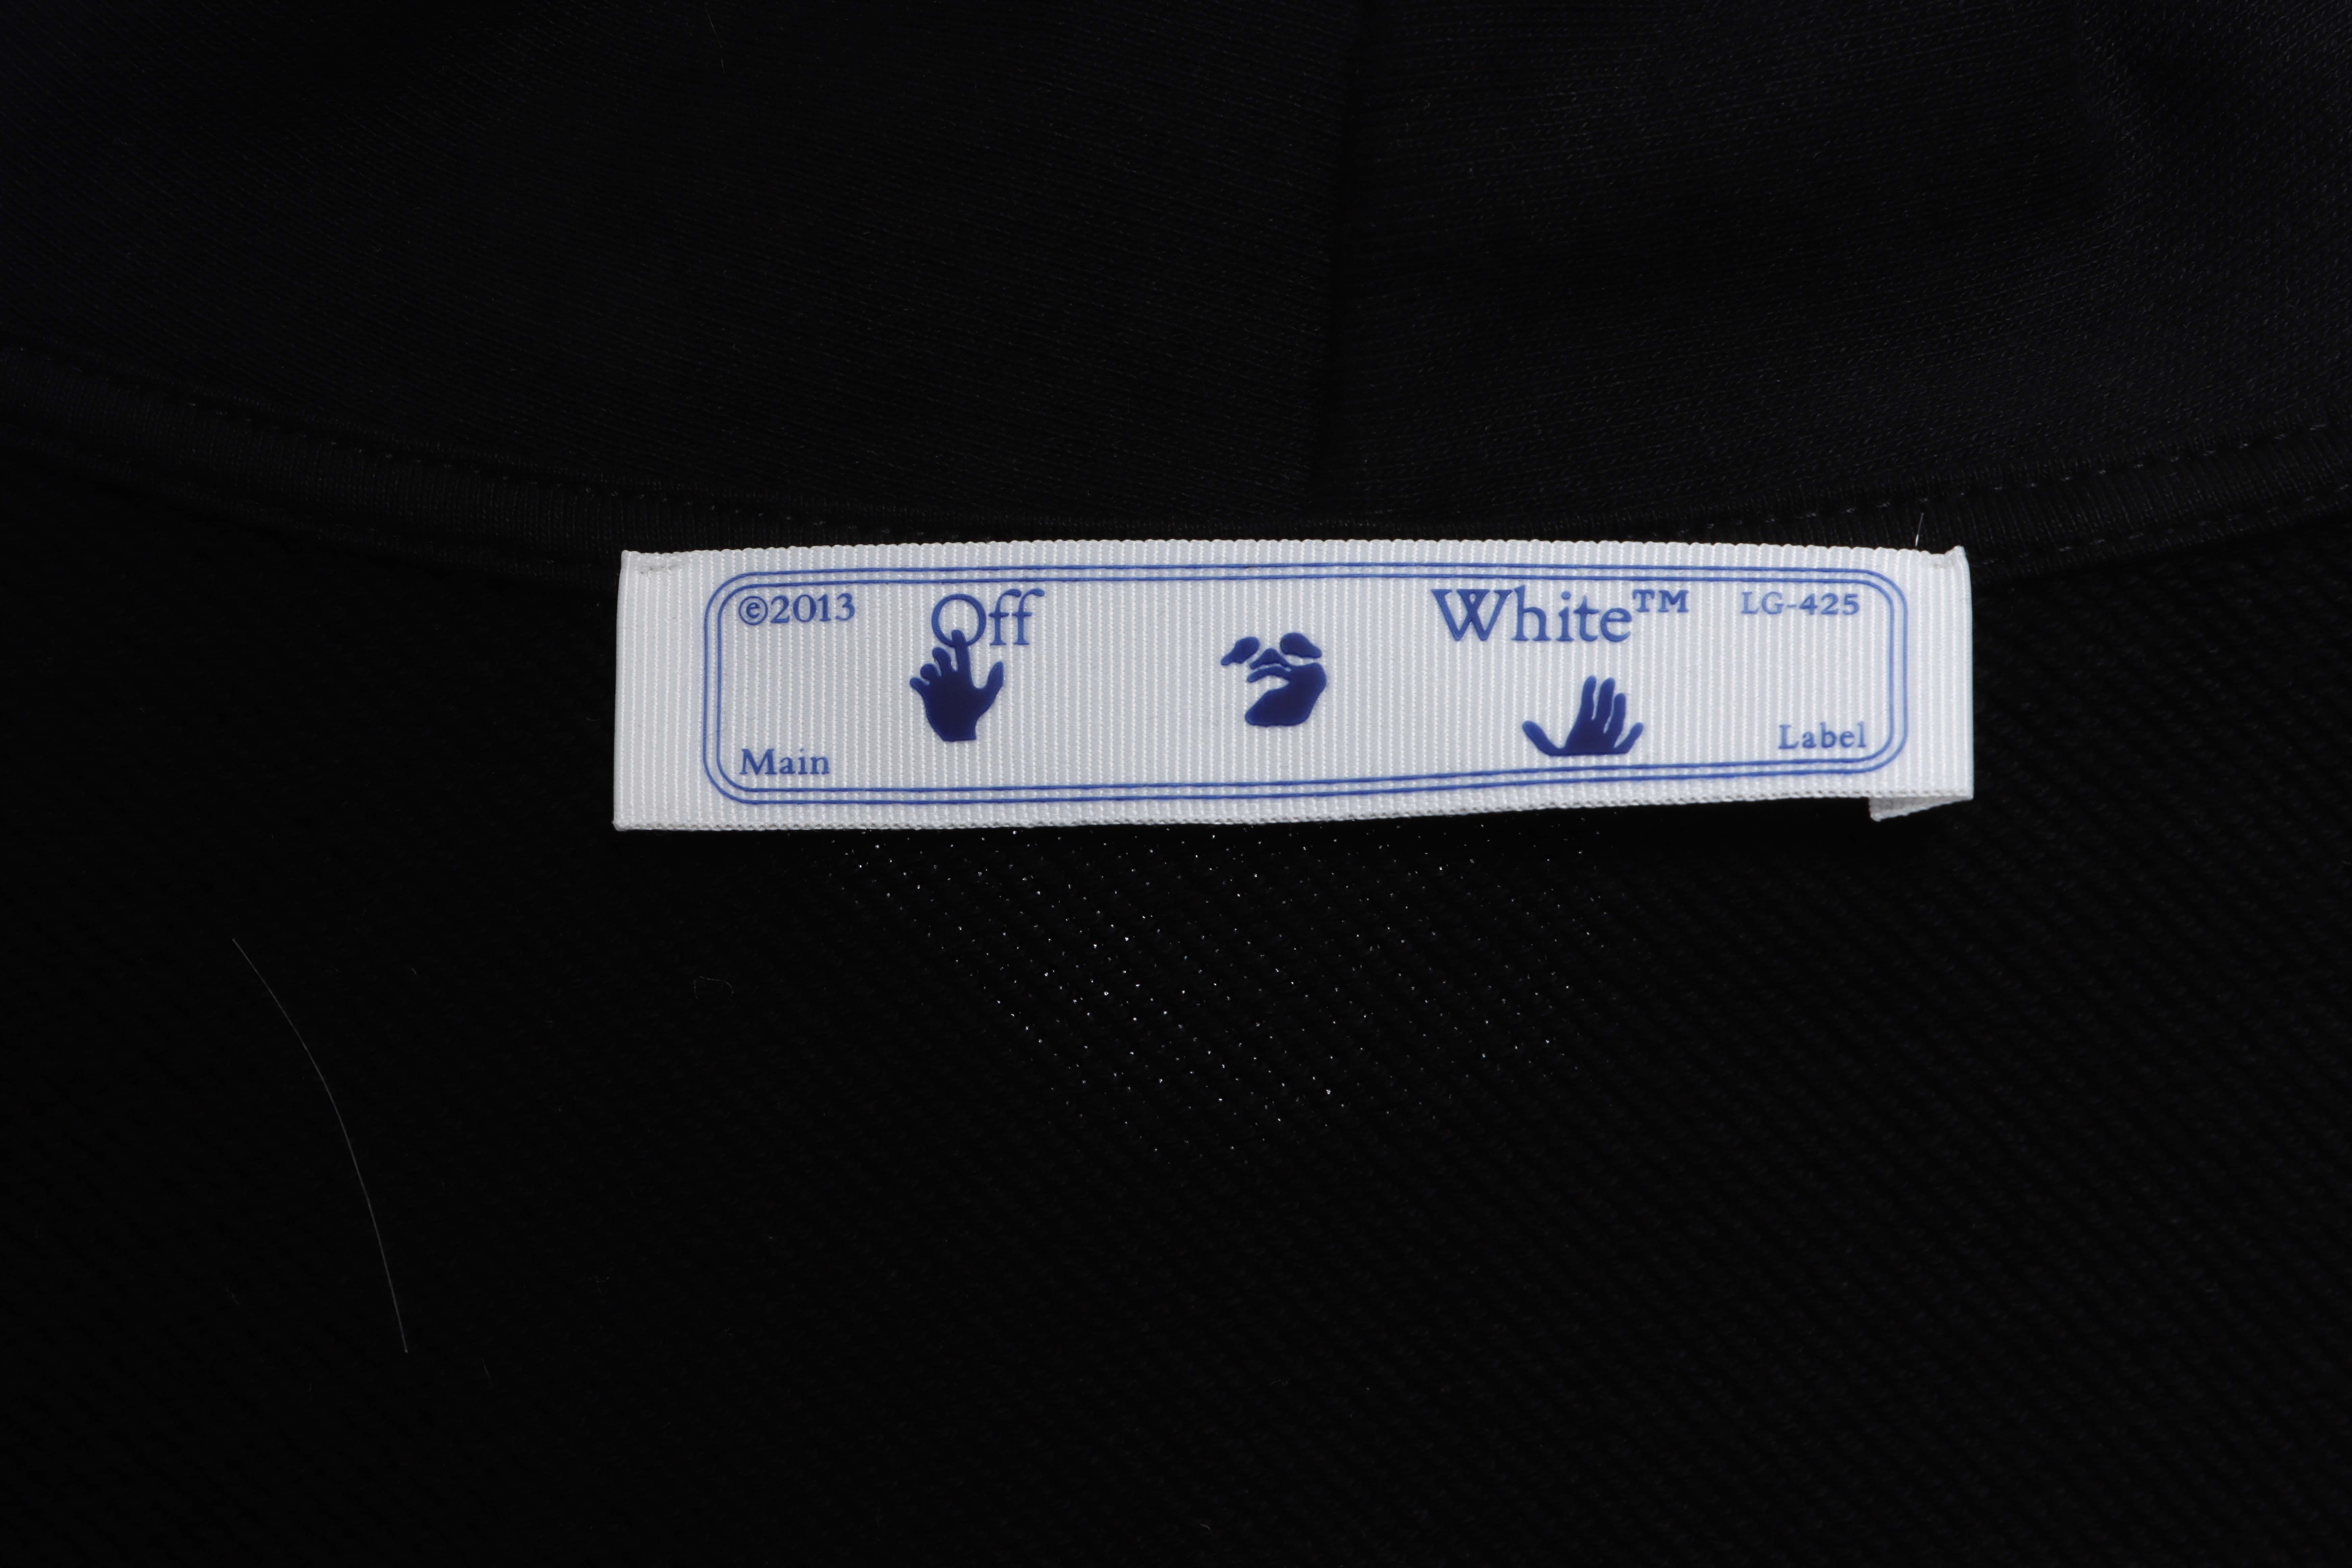 ©2013 Off White™ LG-425
Main Label